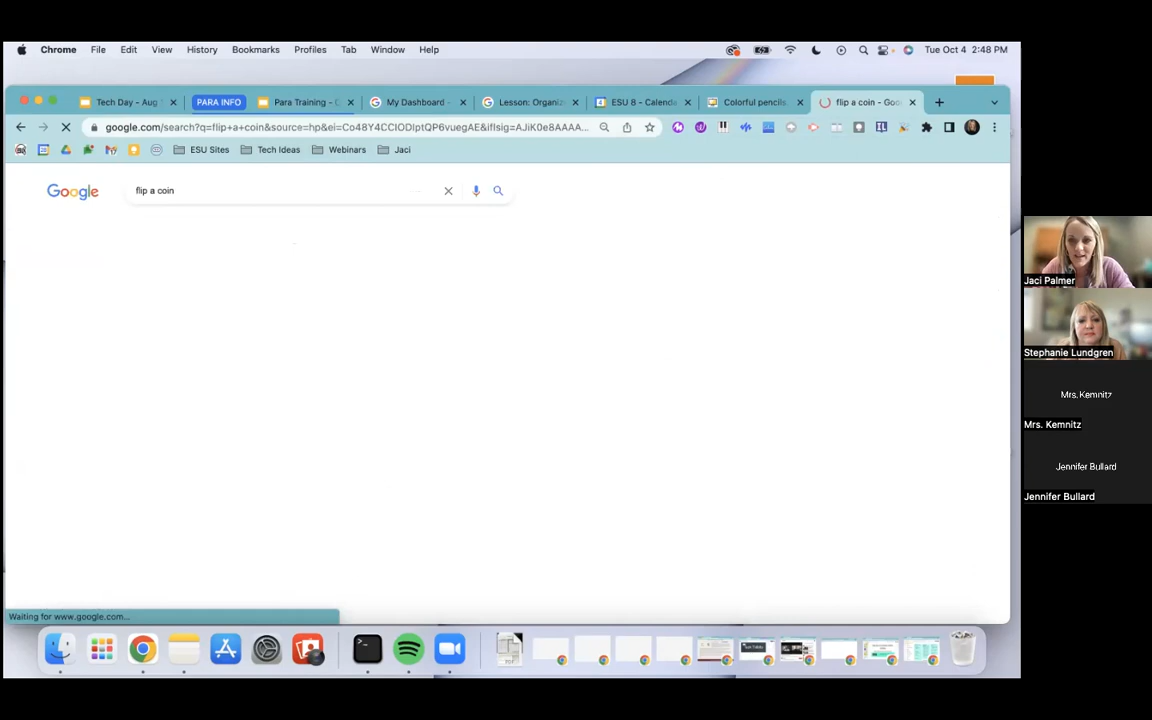 Chrome File Edit View History Bookmarks Profiles Tab Window Help Tue Oct 4 2:48 PM
Tech Day - Aug PARA INFO Para Training - C My Dashboard - Lesson: Organiz ESU 8 - Calenda Colorful pencils. flip a coin - Goo
google.com/search?q=flip+a+coin&source=hp&ei=Co48Y4CCIODIptQP6vuegAE&iflsig=AJiK0e8AAAA...
ESU Sites Tech Ideas Webinars Jaci
Google flip a coin
Jaci Palmer
Stephanie Lundgren
Mrs. Kemnitz
Mrs. Kemnitz
Jennifer Bullard
Jennifer Bullard
Waiting for www.google.com...